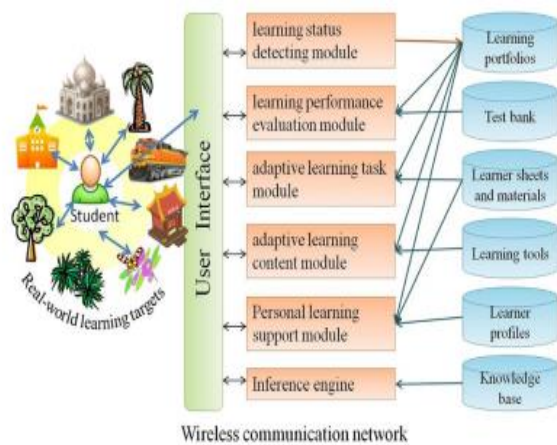 learning status
detecting module
Learning
portfolios
learning performance
evaluation module
Test bank
adaptive learning task
module
Learner sheets
and materials
Student
User Interface
adaptive learning
content module
Learning tools
Real-world learning targets
Personal learning
support module
Learner
profiles
Inference engine
Knowledge
base
Wireless communication network